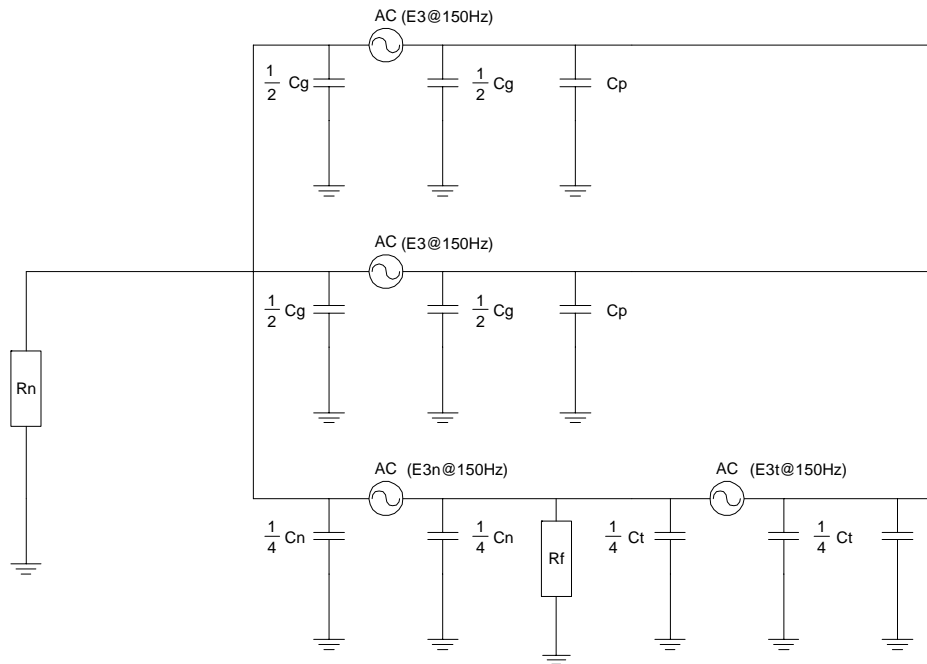 AC (E3@150Hz)
1/2 Cg
1/2 Cg
Cp
AC (E3@150Hz)
1/2 Cg
1/2 Cg
Cp
Rn
AC (E3n@150Hz)
AC (E3t@150Hz)
1/4 Cn
1/4 Cn
Rf
1/4 Ct
1/4 Ct